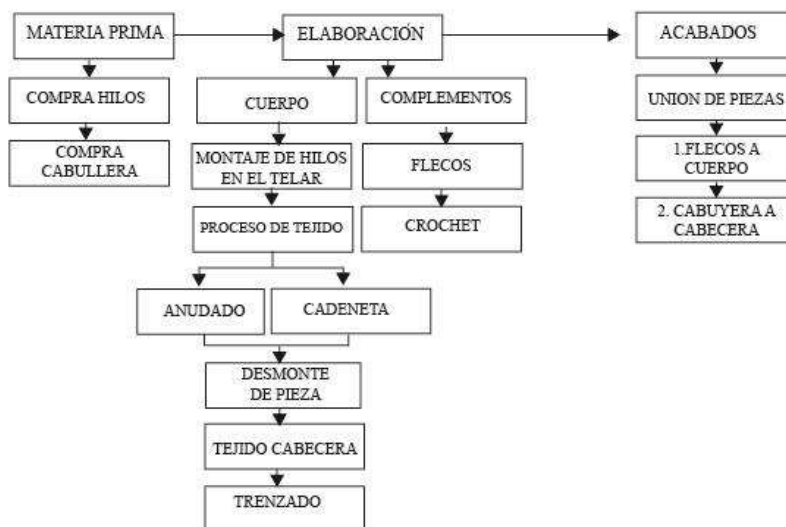 MATERIA PRIMA
COMPRA HILOS
COMPRA
CABULLERA
ELABORACIÓN
CUERPO
MONTAJE DE HILOS
EN EL TELAR
PROCESO DE TEJIDO
ANUDADO
CADENETA
DESMONTE
DE PIEZA
TEJIDO CABECERA
TRENZADO
COMPLEMENTOS
FLECOS
CROCHET
ACABADOS
UNION DE PIEZAS
1.FLECOS A
CUERPO
2. CABUYERA A
CABECERA